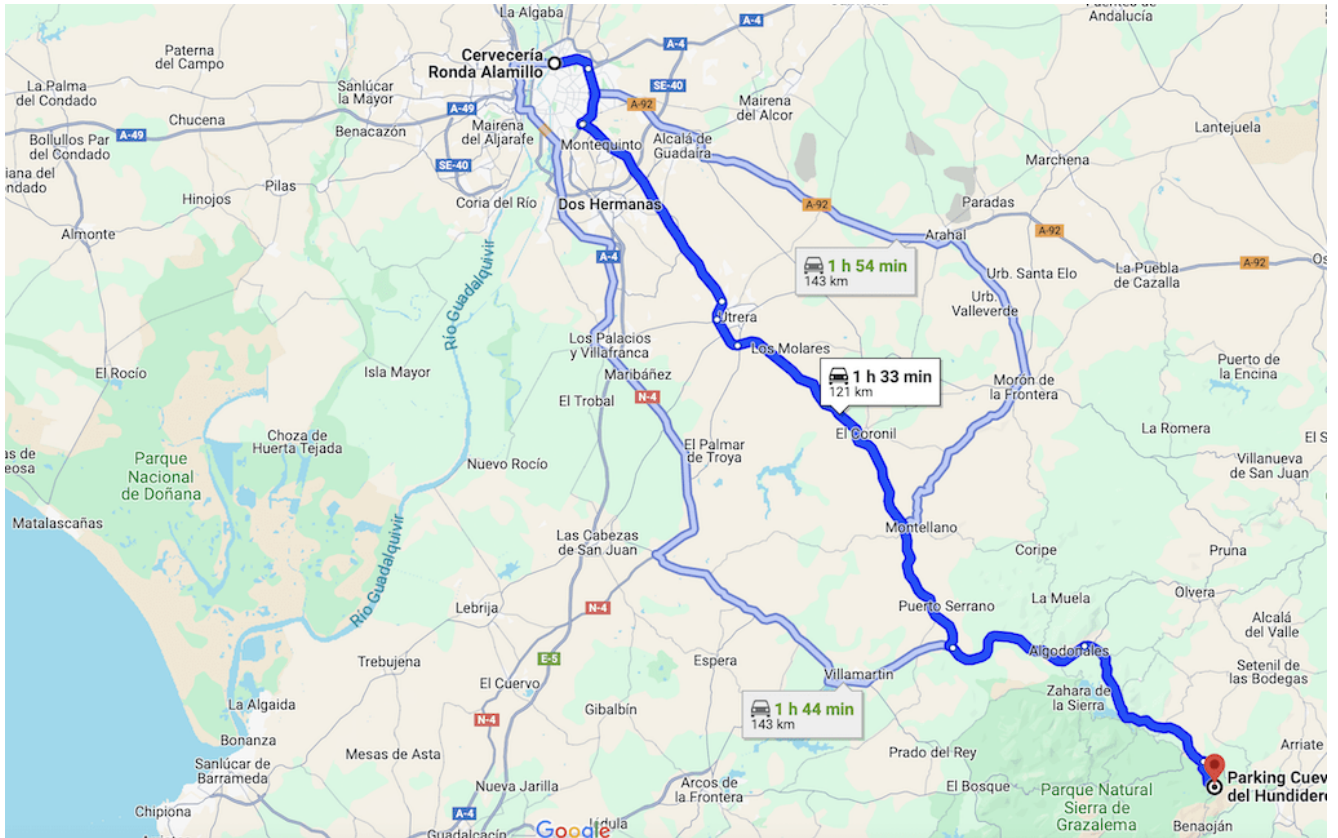 La Algaba
A-4
Puentes de
Andalucía
Paterna
del Campo
Cervecería
Ronda Alamillo
A-4
La Palma
del Condado
Sanlúcar
la Mayor
SE-40
A-92
Mairena
del Alcor
Chucena
A-49
A-49
Benacazón
Mairena
del Aljarafe
Lantejuela
Bollullos Par
del Condado
Montequinto
Alcalá de
Guadaíra
SE-40
Marchena
Pilas
Hinojos
Coria del Río
Dos Hermanas
A-92
Paradas
Almonte
Arahal
A-92
A-4
1 h 54 min
143 km
La Puebla
de Cazalla
A-92
Urb. Santa Elo
Urb.
Valleverde
Río Guadalquivir
Utrera
Los Palacios
y Villafranca
Los Molares
El Rocío
Isla Mayor
Maribáñez
1 h 33 min
121 km
Puerto de
la Encina
Morón de
la Frontera
N-4
El Trobal
Choza de
Huerta Tejada
El Coronil
La Romera
El Palmar
de Troya
Parque
Nacional
de Doñana
Nuevo Rocío
Villanueva
de San Juan
Matalascañas
Montellano
Las Cabezas
de San Juan
Coripe
Pruna
Río Guadalquivir
Lebrija
N-4
Puerto Serrano
La Muela
Olvera
Alcalá
del Valle
Trebujena
E-5
Espera
Algodonales
Villamartin
Setenil de
las Bodegas
El Cuervo
Zahara de
la Sierra
La Algaida
Gibalbín
1 h 44 min
143 km
N-4
Bonanza
Mesas de Asta
Prado del Rey
Arriate
Sanlúcar de
Barrameda
Nueva Jarilla
Arcos de
la Frontera
El Bosque
Parque Natural
Sierra de
Grazalema
Parking Cuev
del Hundidero
Chipiona
A-4
Guadalcacín
Google
Benaoján